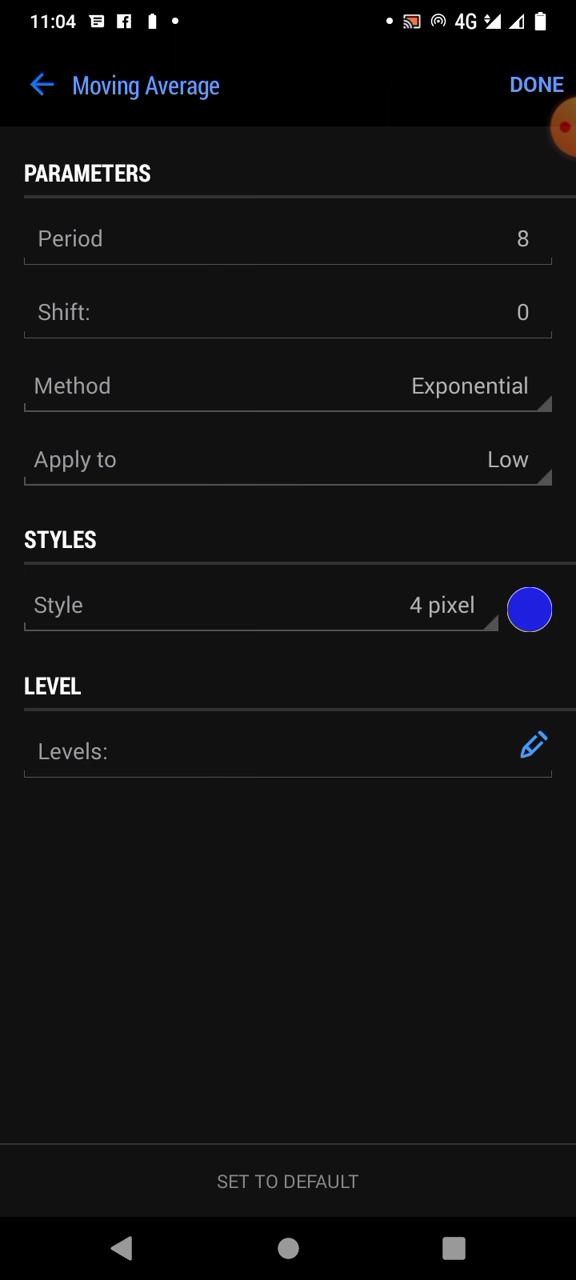 11:04 4G
Moving Average DONE
PARAMETERS
Period 8
Shift: 0
Method Exponential
Apply to Low
STYLES
Style 4 pixel
LEVEL
Levels:
SET TO DEFAULT